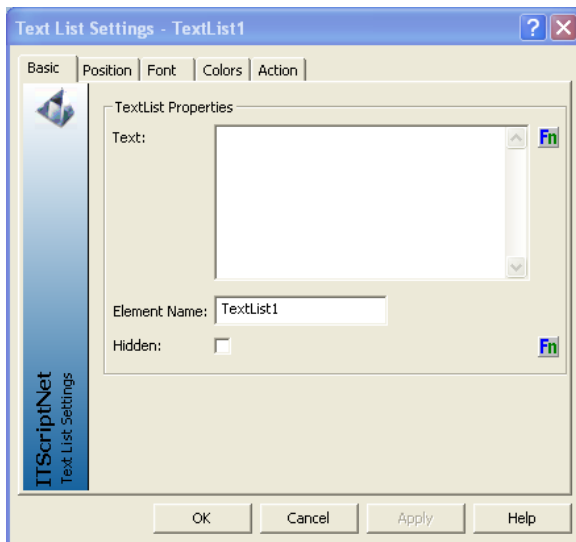 Text List Settings - TextList1
?
Basic Position Font Colors Action
TextList Properties
Text: Fn
Element Name: TextList1
Hidden: Fn
ITScriptNet
Text List Settings
OK Cancel Apply Help